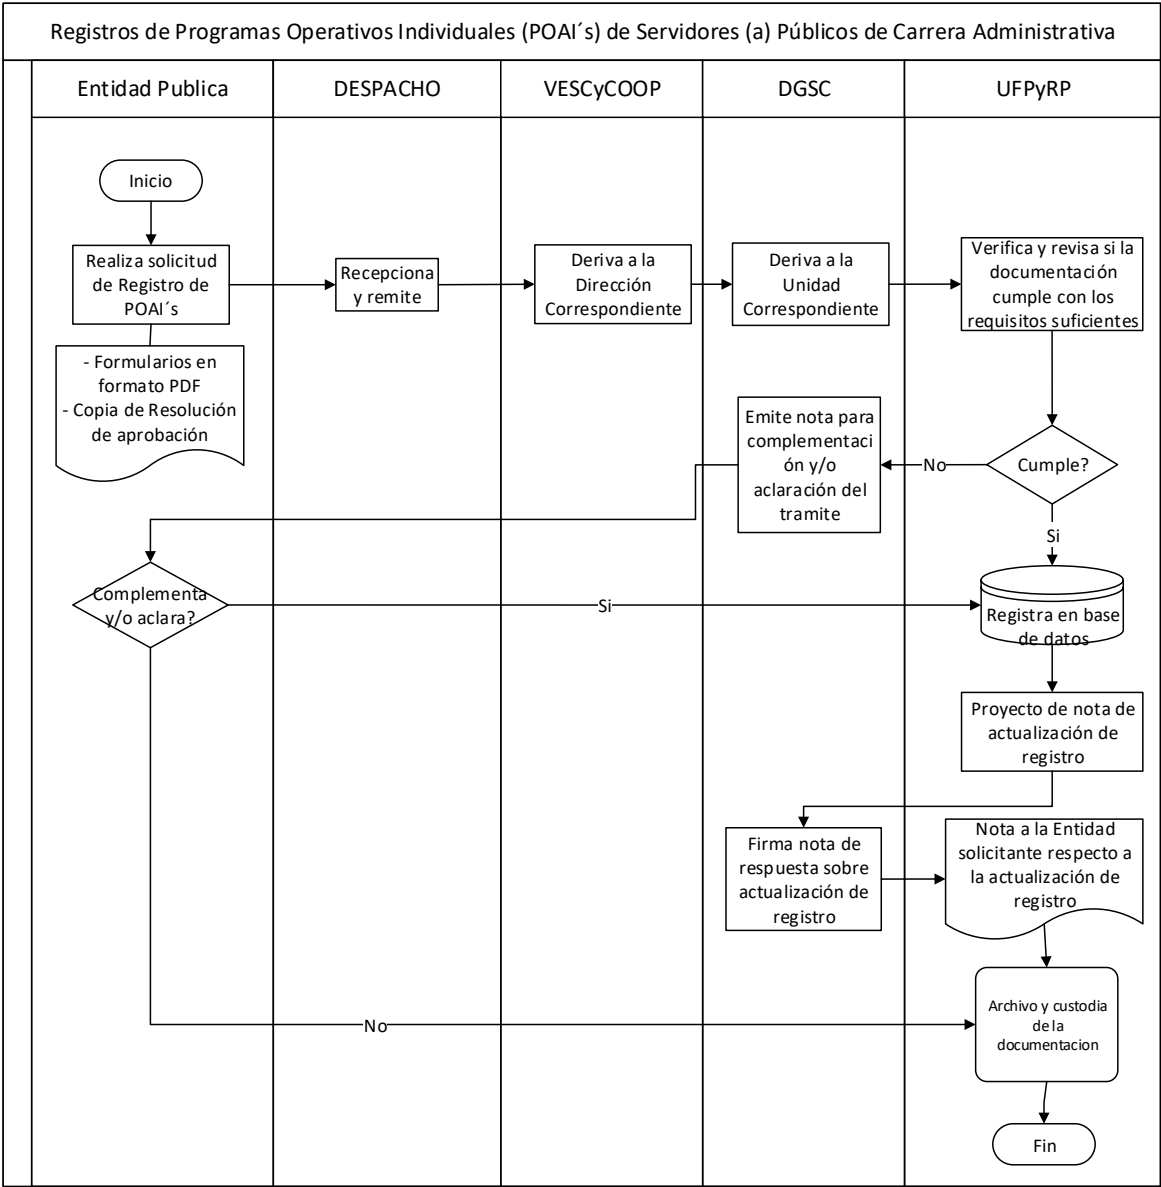 Registros de Programas Operativos Individuales (POAI´s) de Servidores (a) Públicos de Carrera Administrativa
Entidad Publica
DESPACHO
VESCyCOOP
DGSC
UFPyRP
Inicio
Realiza solicitud
de Registro de
POAI´s
Recepciona
y remite
Deriva a la
Dirección
Correspondiente
Deriva a la
Unidad
Correspondiente
Verifica y revisa si la
documentación
cumple con los
requisitos suficientes
- Formularios en
formato PDF
- Copia de Resolución
de aprobación
Emite nota para
complementaci
ón y/o
aclaración del
tramite
No
Cumple?
Si
Complementa
y/o aclara?
Si
Registra en base
de datos
Proyecto de nota de
actualización de
registro
Firma nota de
respuesta sobre
actualización de
registro
Nota a la Entidad
solicitante respecto a
la actualización de
registro
No
Archivo y custodia
de la
documentacion
Fin